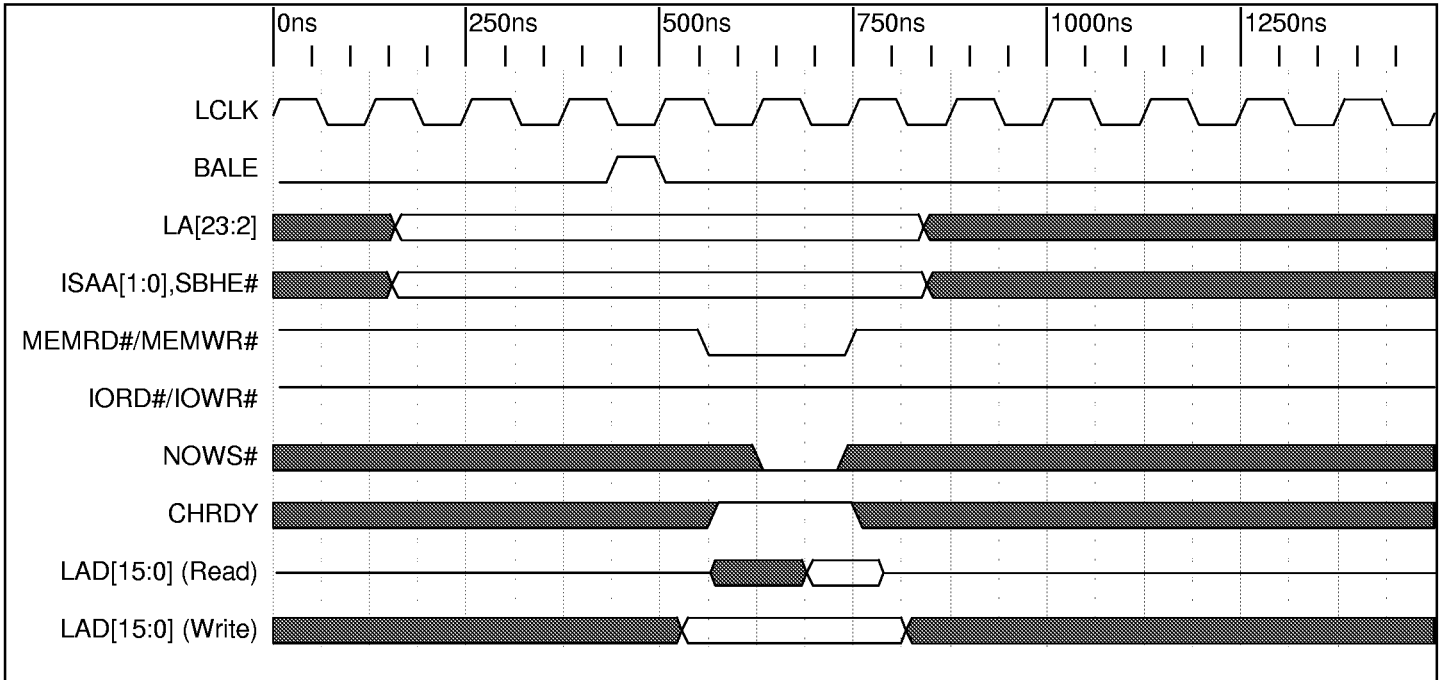 0ns 250ns 500ns 750ns 1000ns 1250ns
LCLK
BALE
LA[23:2]
ISAA[1:0],SBHE#
MEMRD#/MEMWR#
IORD#/IOWR#
NOWS#
CHRDY
LAD[15:0] (Read)
LAD[15:0] (Write)